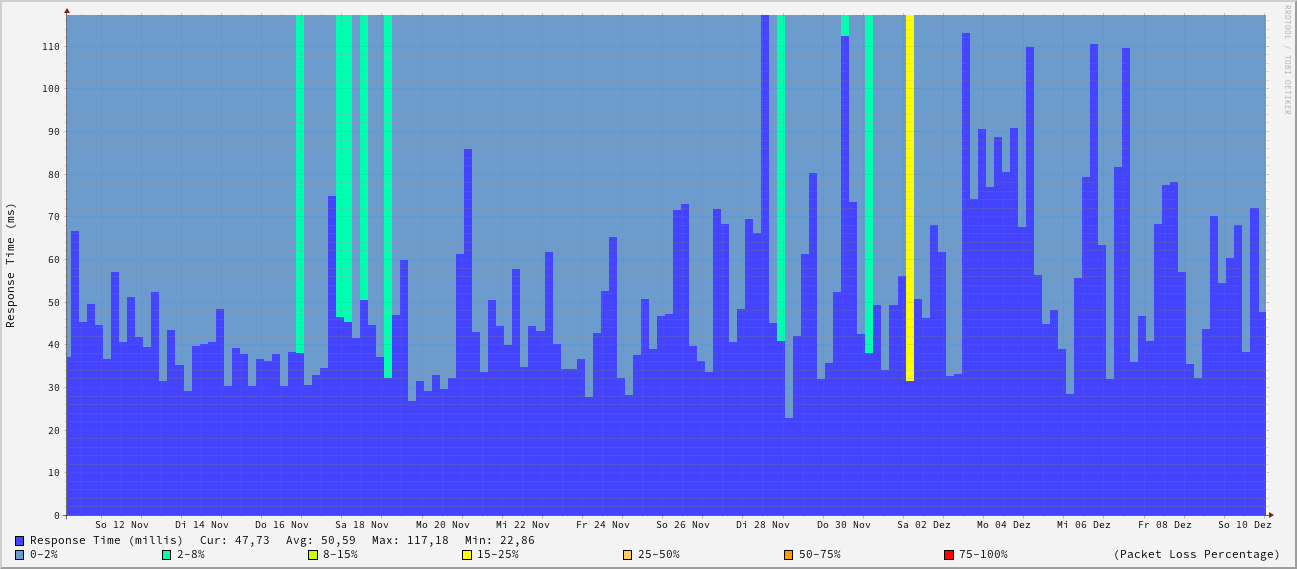 RRDTOOL / TOBI OETIKER
Response Time (ms)
110
100
90
80
70
60
50
40
30
20
10
0
So 12 Nov Di 14 Nov Do 16 Nov Sa 18 Nov Mo 20 Nov Mi 22 Nov Fr 24 Nov So 26 Nov Di 28 Nov Do 30 Nov Sa 02 Dez Mo 04 Dez Mi 06 Dez Fr 08 Dez So 10 Dez
Response Time (millis) Cur: 47,73 Avg: 50,59 Max: 117,18 Min: 22,86
0-2% 2-8% 8-15% 15-25% 25-50% 50-75% 75-100% (Packet Loss Percentage)